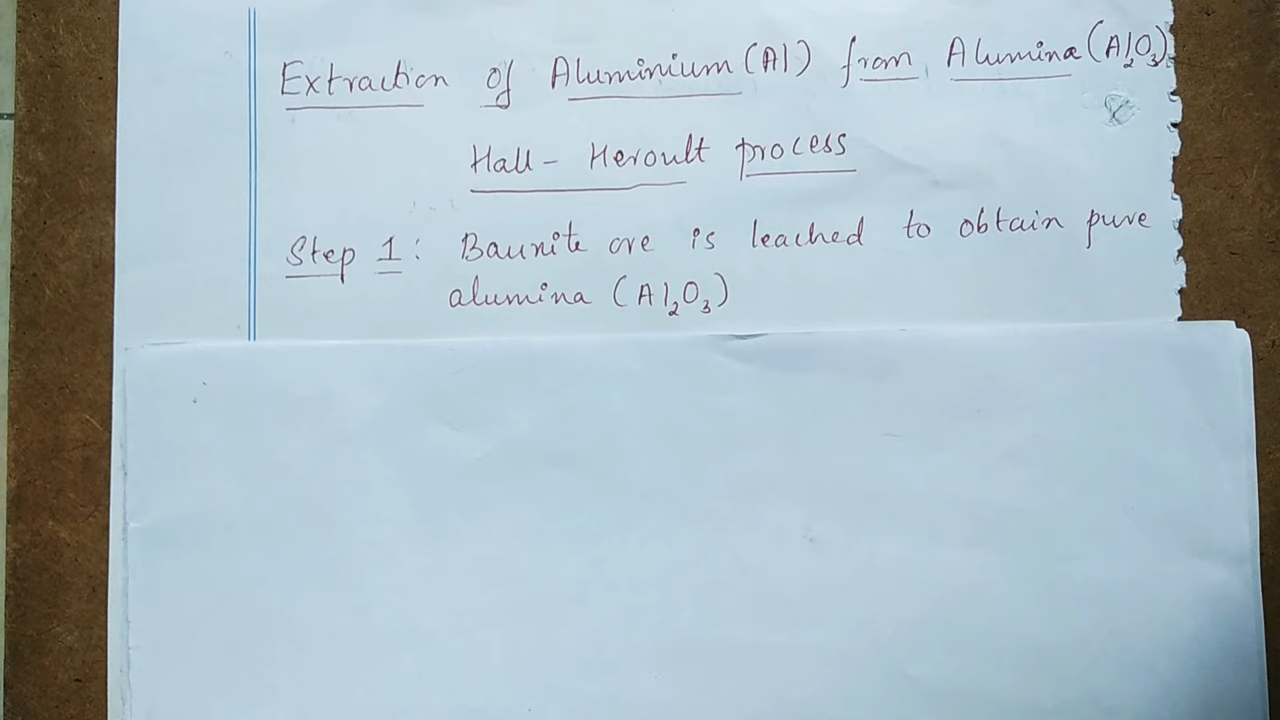 Extraction of Aluminium (Al) from Alumina (Al₂O₃)
Hall - Heroult process
Step 1: Bauxite ore is leached to obtain pure
alumina (Al₂O₃)